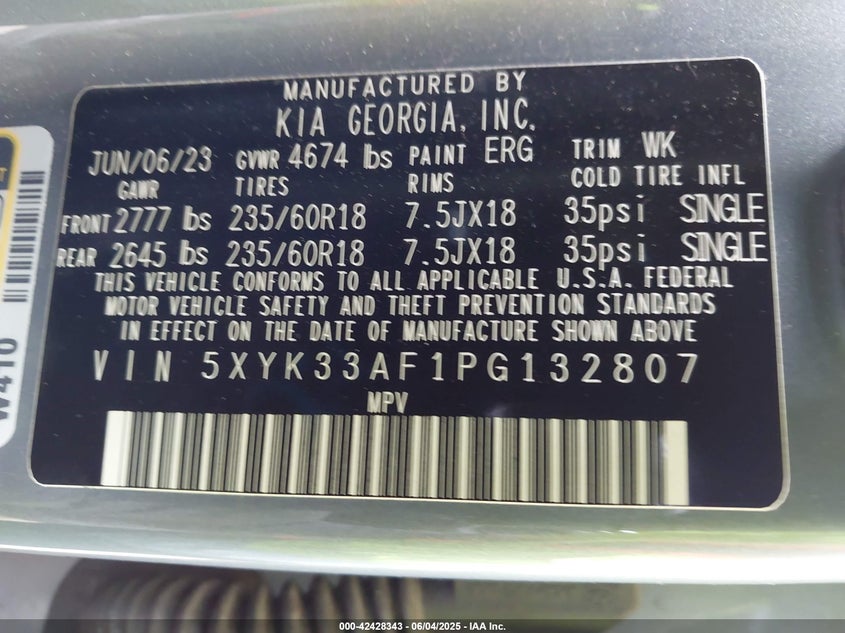 MANUFACTURED BY
KIA GEORGIA, INC.
JUN/06/23 GVWR 4674 lbs PAINT ERG TRIM WK
GAWR TIRES RIMS COLD TIRE INFL
FRONT 2777 lbs 235/60R18 7.5JX18 35psi SINGLE
REAR 2645 lbs 235/60R18 7.5JX18 35psi SINGLE
THIS VEHICLE CONFORMS TO ALL APPLICABLE U.S.A. FEDERAL
MOTOR VEHICLE SAFETY AND THEFT PREVENTION STANDARDS
IN EFFECT ON THE DATE OF MANUFACTURE SHOWN ABOVE
VIN 5XYK33AF1PG132807
MPV
W410
000-42428343 / 06/04/2025 - IAA Inc.